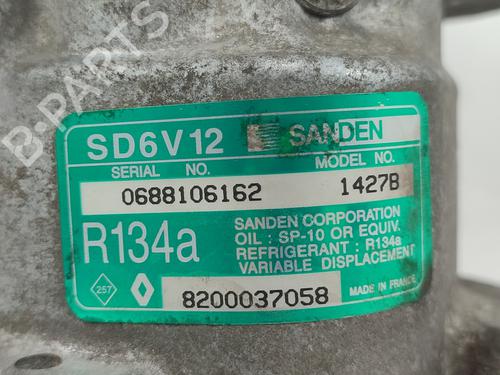 B-PARTS
SD6V12 SANDEN
SERIAL NO. MODEL NO.
0688106162 1427B
R134a
SANDEN CORPORATION
OIL : SP-10 OR EQUIV.
REFRIGERANT : R134a
VARIABLE DISPLACEMENT
MADE IN FRANCE
257
8200037058